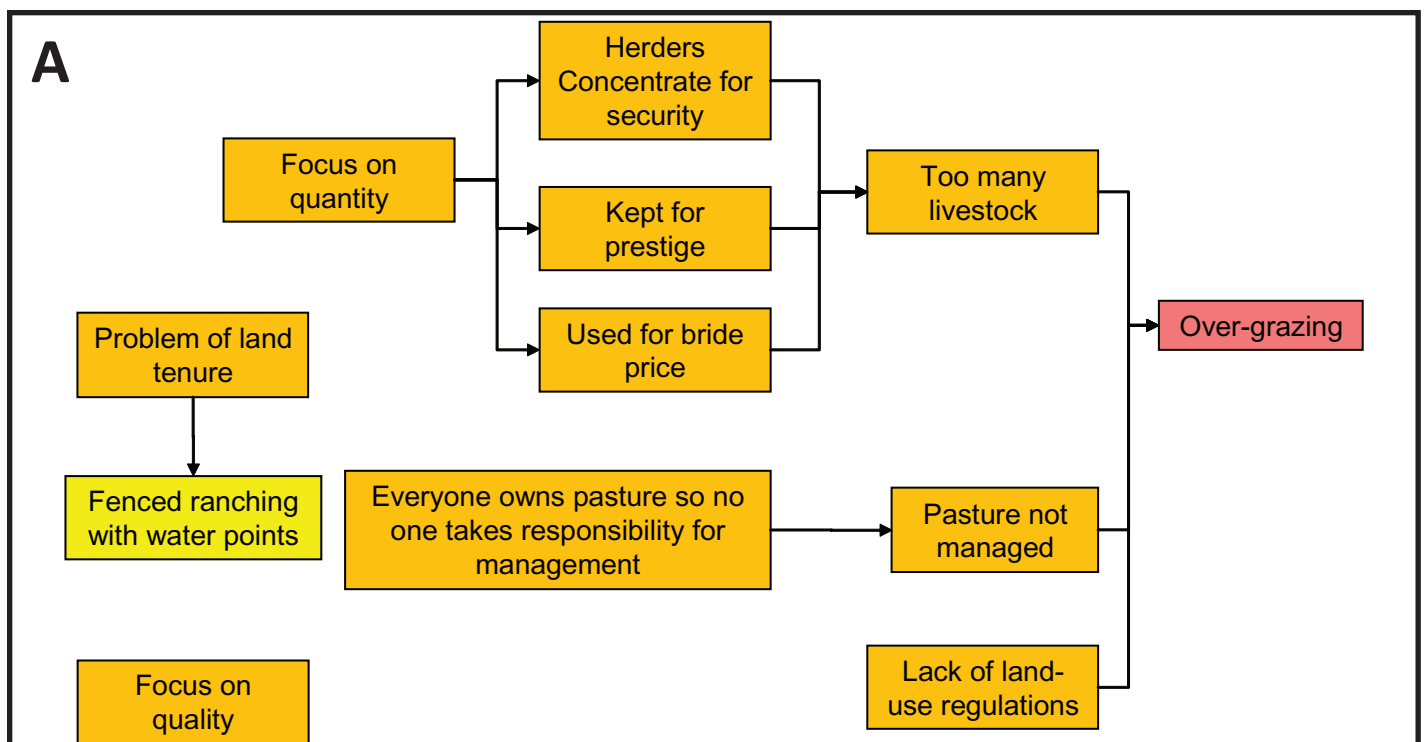 A
Herders
Concentrate for
security
Focus on
quantity
Kept for
prestige
Too many
livestock
Used for bride
price
Over-grazing
Problem of land
tenure
Fenced ranching
with water points
Everyone owns pasture so no
one takes responsibility for
management
Pasture not
managed
Focus on
quality
Lack of land-
use regulations